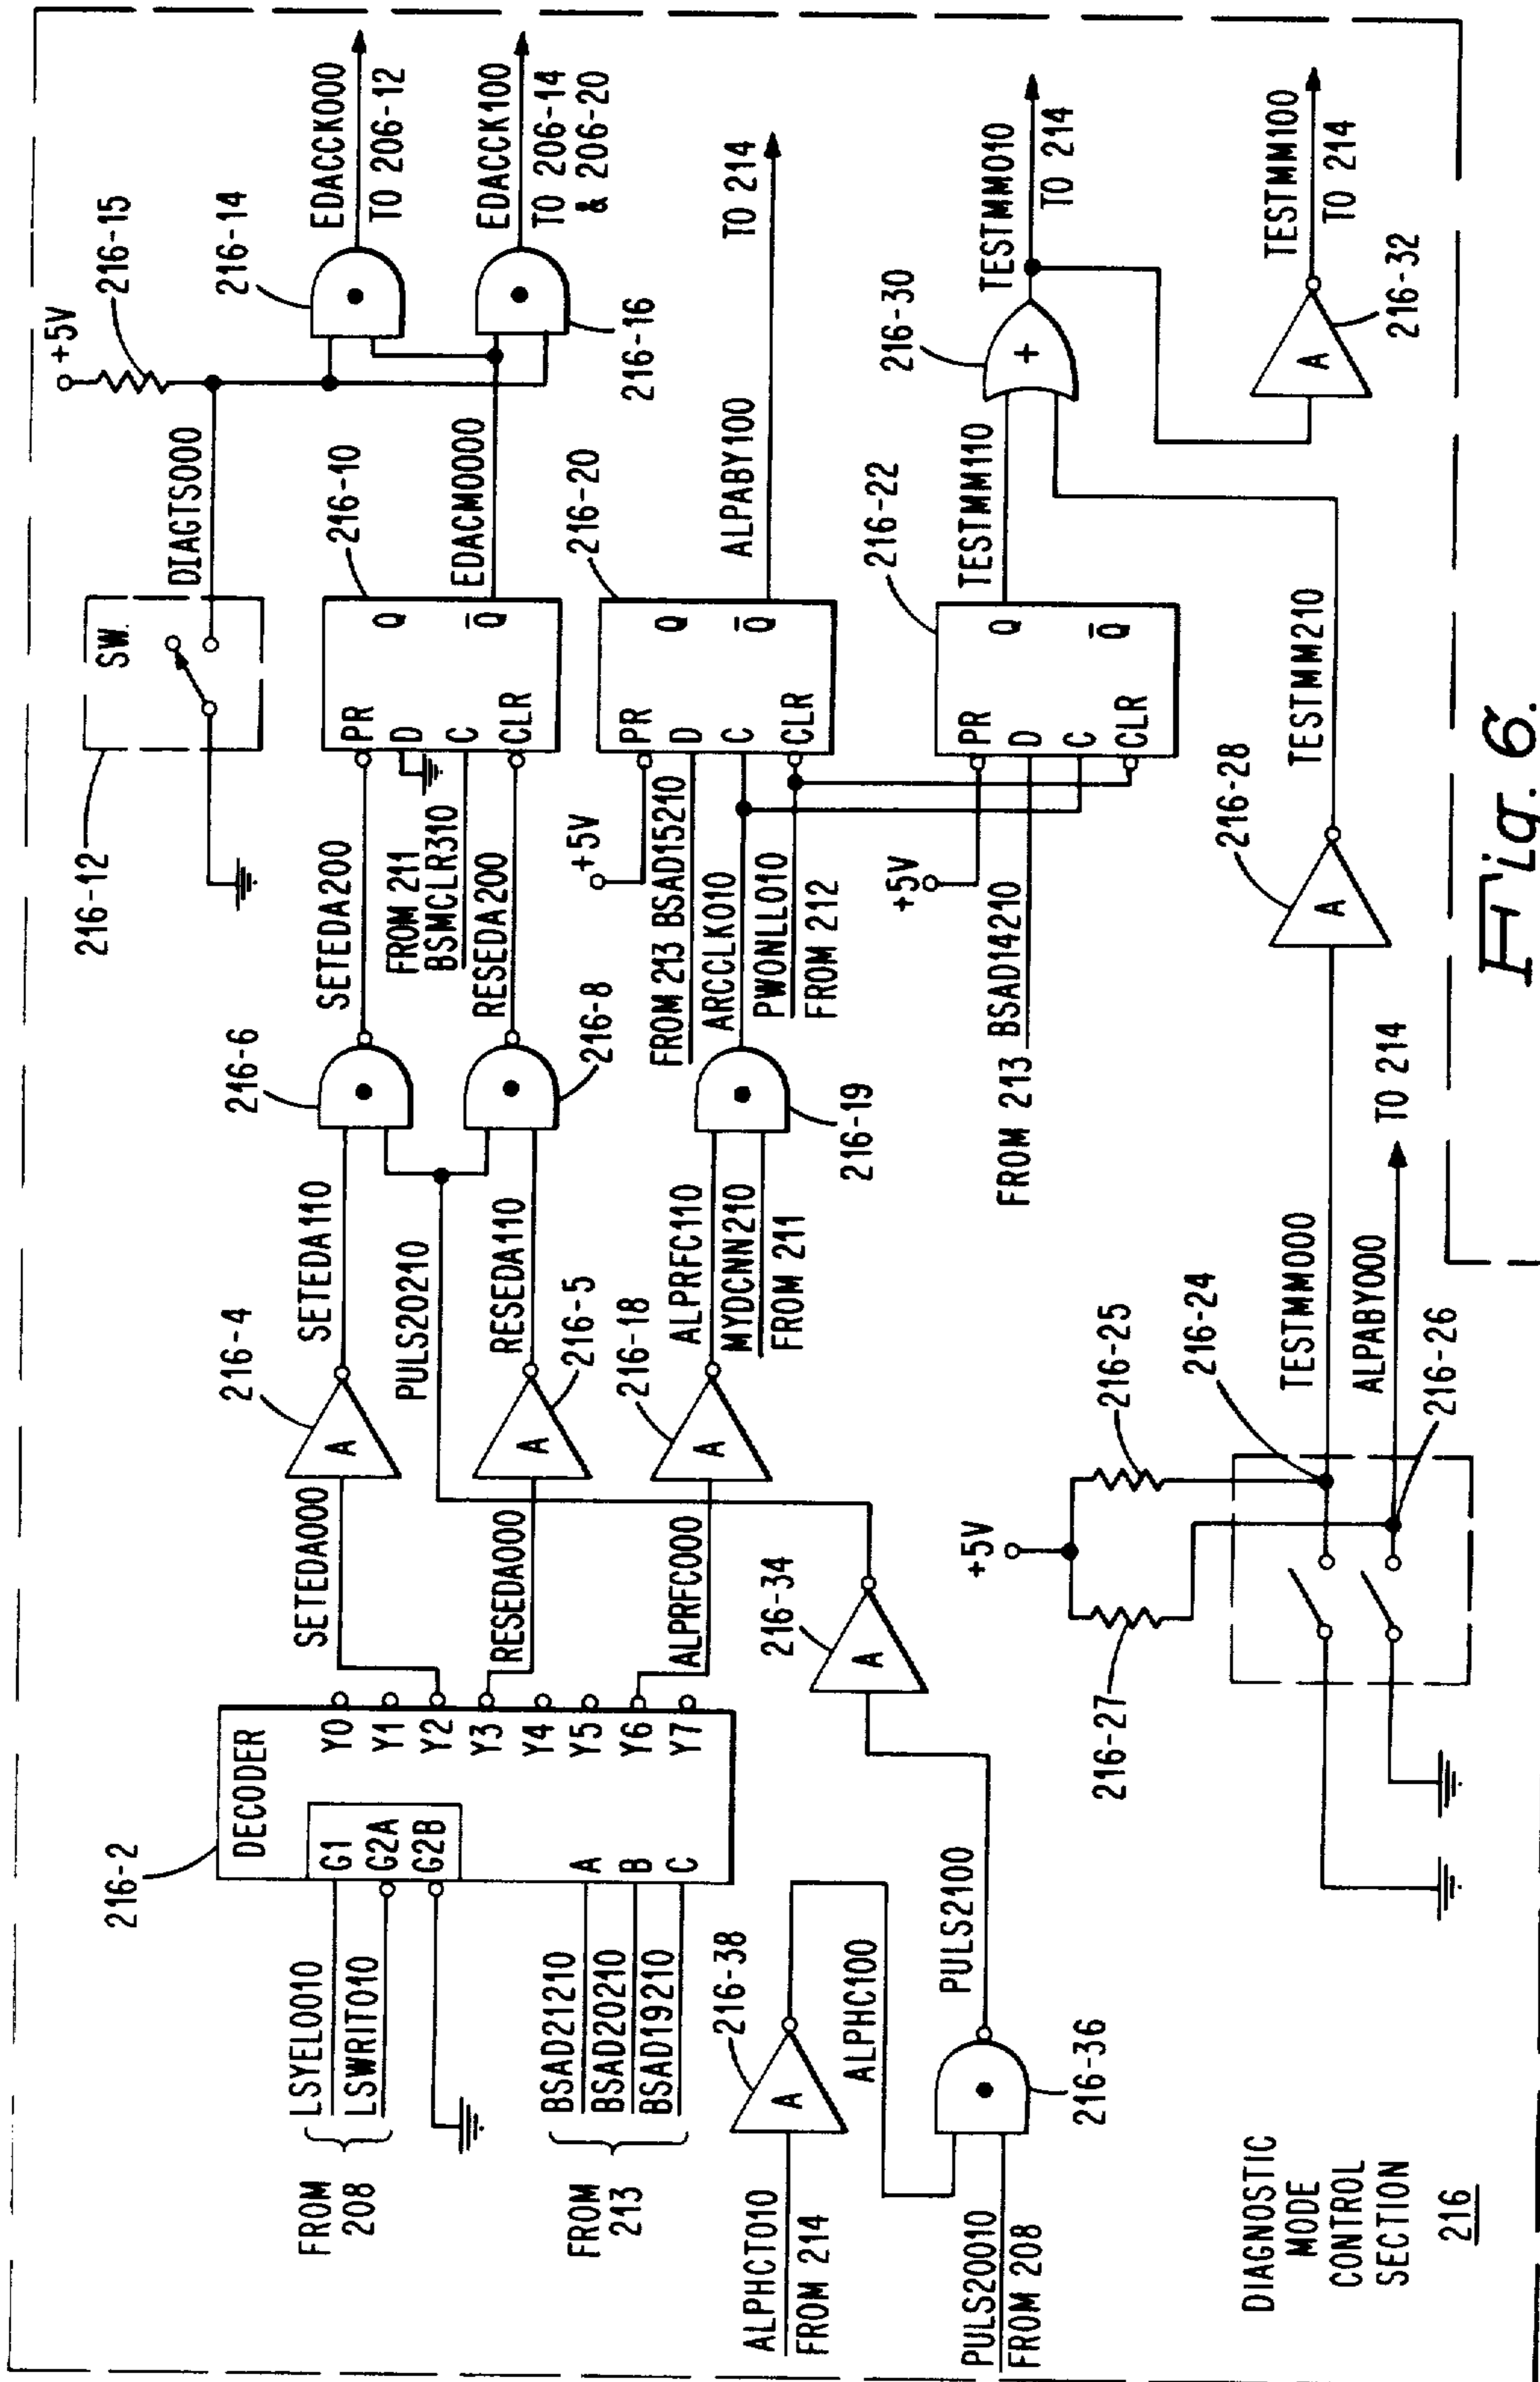 216-2
DECODER
G1
G2A
G2B
A
B
C
Y0
Y1
Y2
Y3
Y4
Y5
Y6
Y7
FROM
208
LSYEL0010
LSWRIT010
FROM
213
BSAD21210
BSAD20210
BSAD19210
SETEDA000
RESEDA000
ALPRFC000
216-4
A
SETEDA110
PULS20210
A
216-5
RESEDA110
216-18
A
ALPRFC110
MYDCNN210
FROM 211
216-6
SETEDA200
216-8
RESEDA200
216-19
FROM 211
BSMCLR310
216-12
SW.
DIAGTS000
+5V
216-15
216-10
PR
D
C
CLR
Q
Q̅
EDACM0000
216-14
EDACCK000
TO 206-12
216-16
EDACCK100
TO 206-14
& 206-20
+5V
FROM 213 BSAD15210
ARCCLK010
PWONLL010
FROM 212
216-20
PR
D
C
CLR
Q
Q̅
ALPABY100
TO 214
+5V
FROM 213 BSAD14210
216-22
PR
D
C
CLR
Q
Q̅
TESTMM110
216-30
+
TESTMM010
TO 214
A
216-32
TESTMM100
TO 214
216-38
A
ALPHCT010
FROM 214
ALPHC100
PULS20010
FROM 208
216-36
PULS2100
216-34
A
+5V
216-25
216-27
216-24
TESTMM000
ALPABY000
216-26
TO 214
216-28
A
TESTMM210
DIAGNOSTIC
MODE
CONTROL
SECTION
216
Fig. 6.